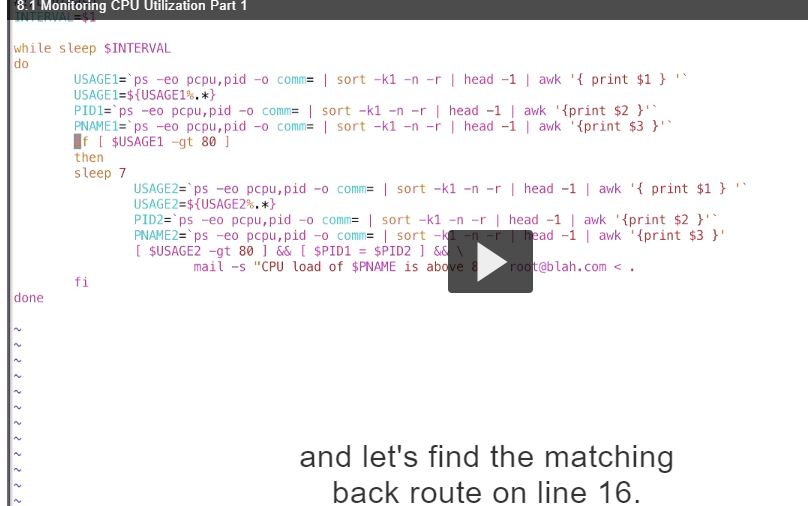 8.1 Monitoring CPU Utilization Part 1
INTERVAL=$1
while sleep $INTERVAL
do
USAGE1=`ps -eo pcpu,pid -o comm= | sort -k1 -n -r | head -1 | awk '{ print $1 } '`
USAGE1=${USAGE1%.*}
PID1=`ps -eo pcpu,pid -o comm= | sort -k1 -n -r | head -1 | awk '{print $2 }'`
PNAME1=`ps -eo pcpu,pid -o comm= | sort -k1 -n -r | head -1 | awk '{print $3 }'`
if [ $USAGE1 -gt 80 ]
then
sleep 7
USAGE2=`ps -eo pcpu,pid -o comm= | sort -k1 -n -r | head -1 | awk '{ print $1 } '`
USAGE2=${USAGE2%.*}
PID2=`ps -eo pcpu,pid -o comm= | sort -k1 -n -r | head -1 | awk '{print $2 }'`
PNAME2=`ps -eo pcpu,pid -o comm= | sort -k1 -n -r | head -1 | awk '{print $3 }'
[ $USAGE2 -gt 80 ] && [ $PID1 = $PID2 ] && \
mail -s "CPU load of $PNAME is above root@blah.com < .
fi
done
~
~
~
~
~
~
~
~
~
~
~
~
and let's find the matching
back route on line 16.